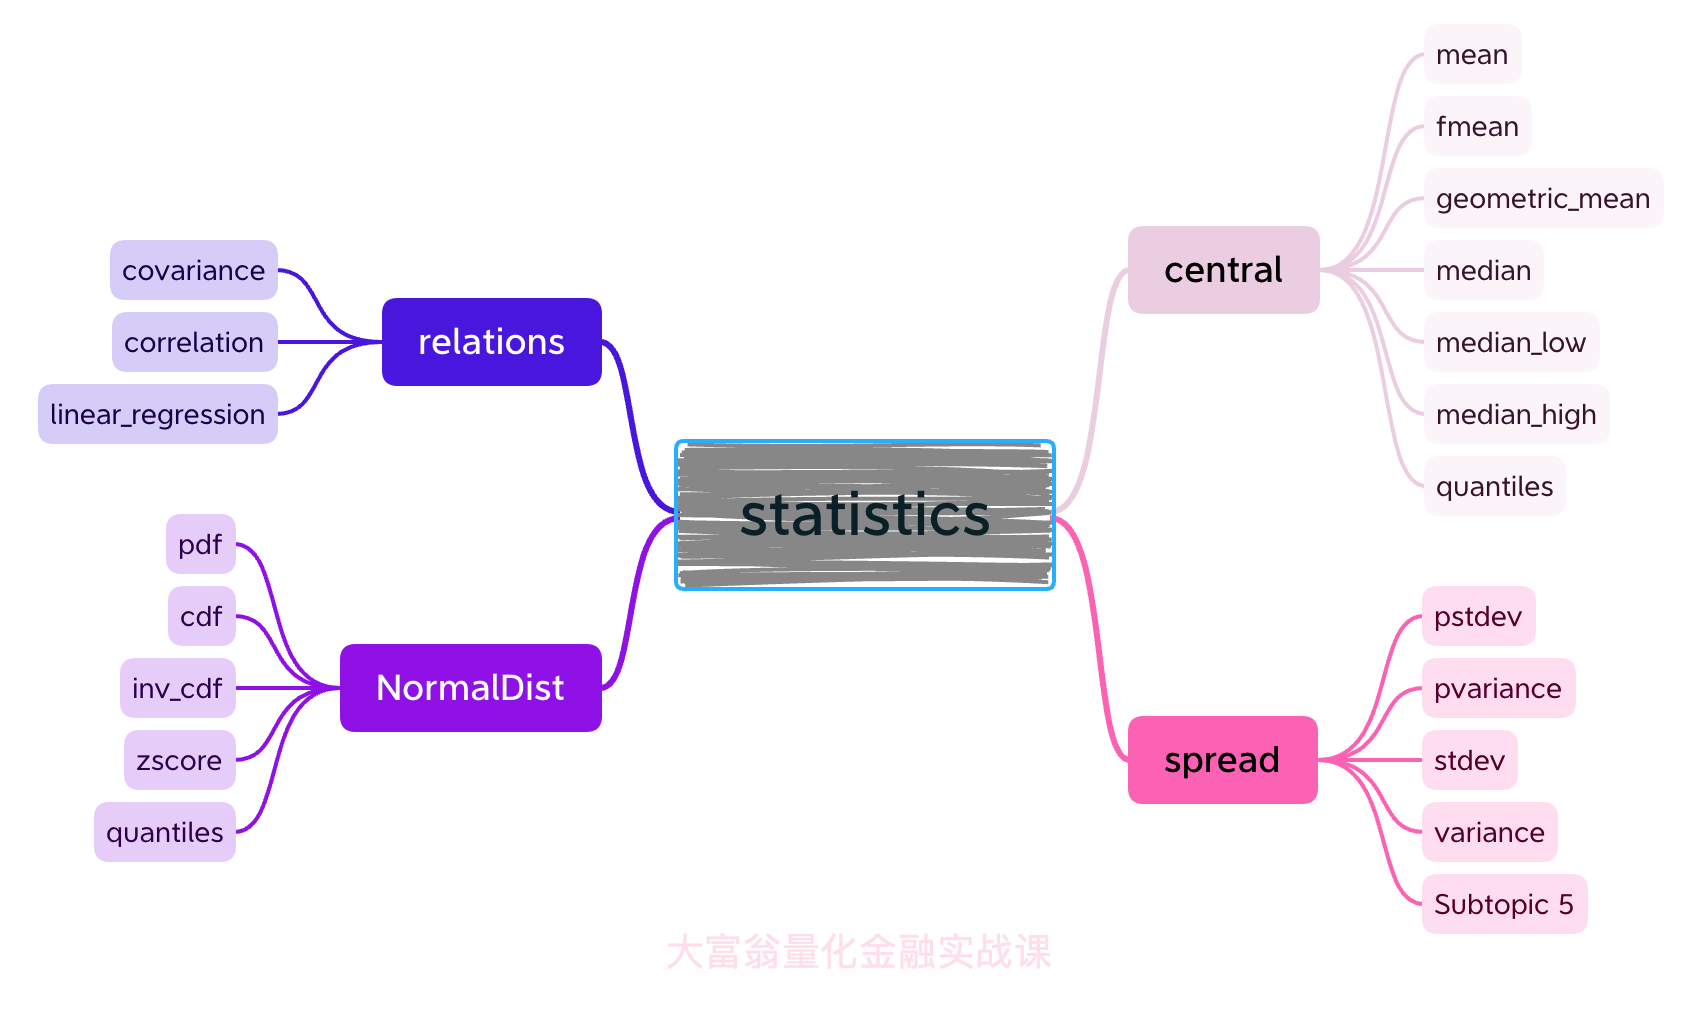 statistics
relations
covariance
correlation
linear_regression
NormalDist
pdf
cdf
inv_cdf
zscore
quantiles
central
mean
fmean
geometric_mean
median
median_low
median_high
quantiles
spread
pstdev
pvariance
stdev
variance
Subtopic 5
大富翁量化金融实战课